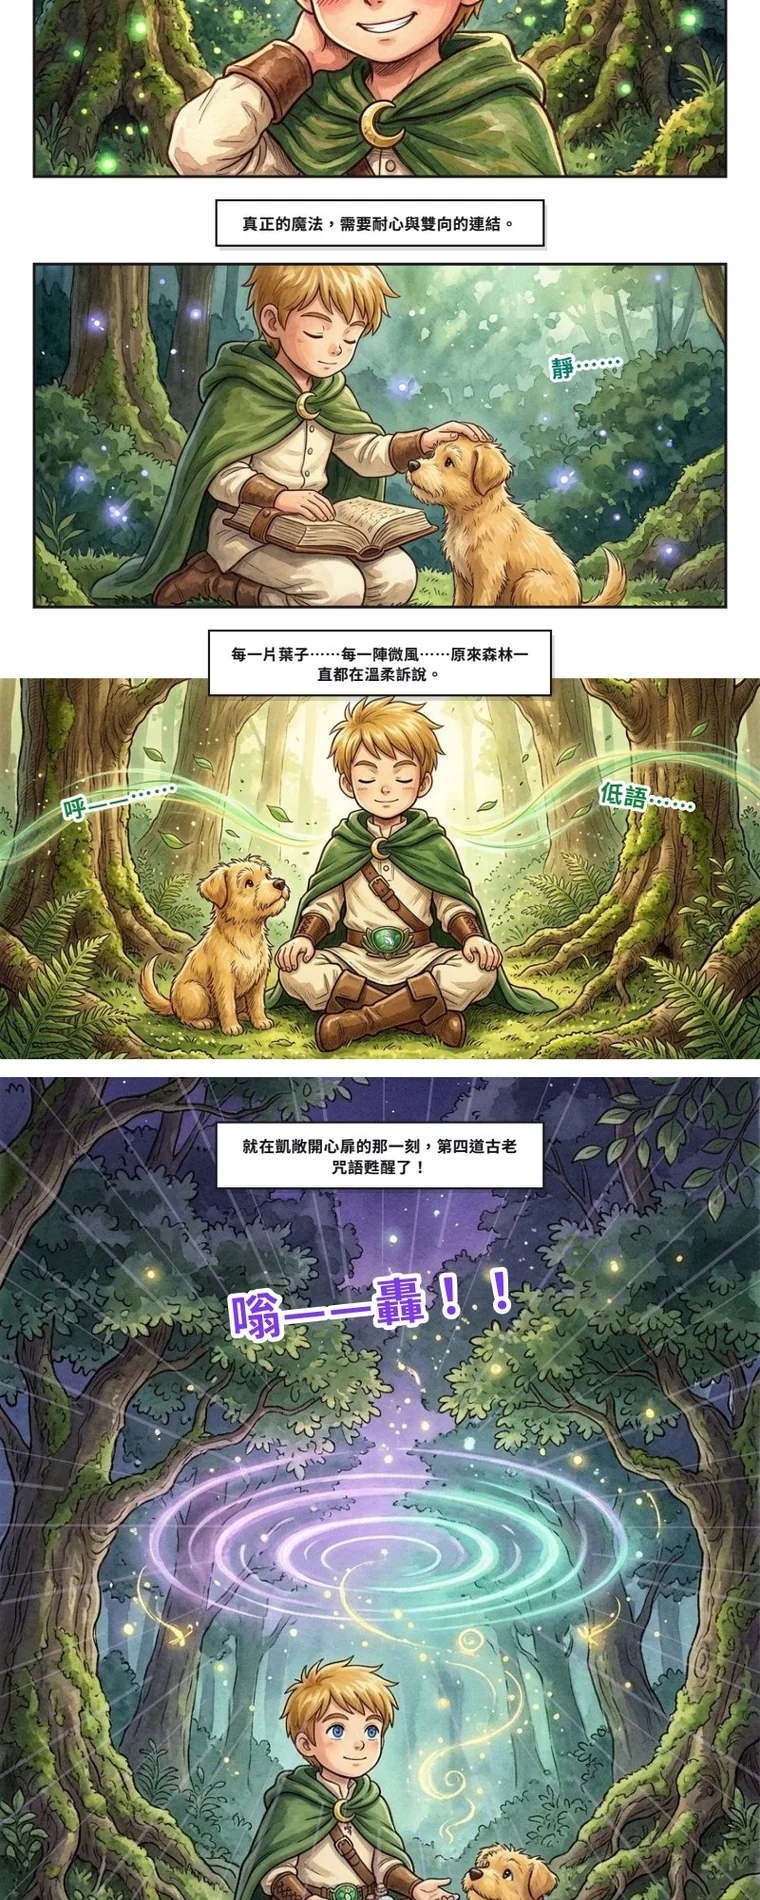 真正的魔法，需要耐心與雙向的連結。
靜⋯⋯
每一片葉子⋯⋯每一陣微風⋯⋯原來森林一
直都在溫柔訴說。
呼——⋯⋯
低語⋯⋯
就在凱敞開心扉的那一刻，第四道古老
咒語甦醒了！
嗡——轟！！